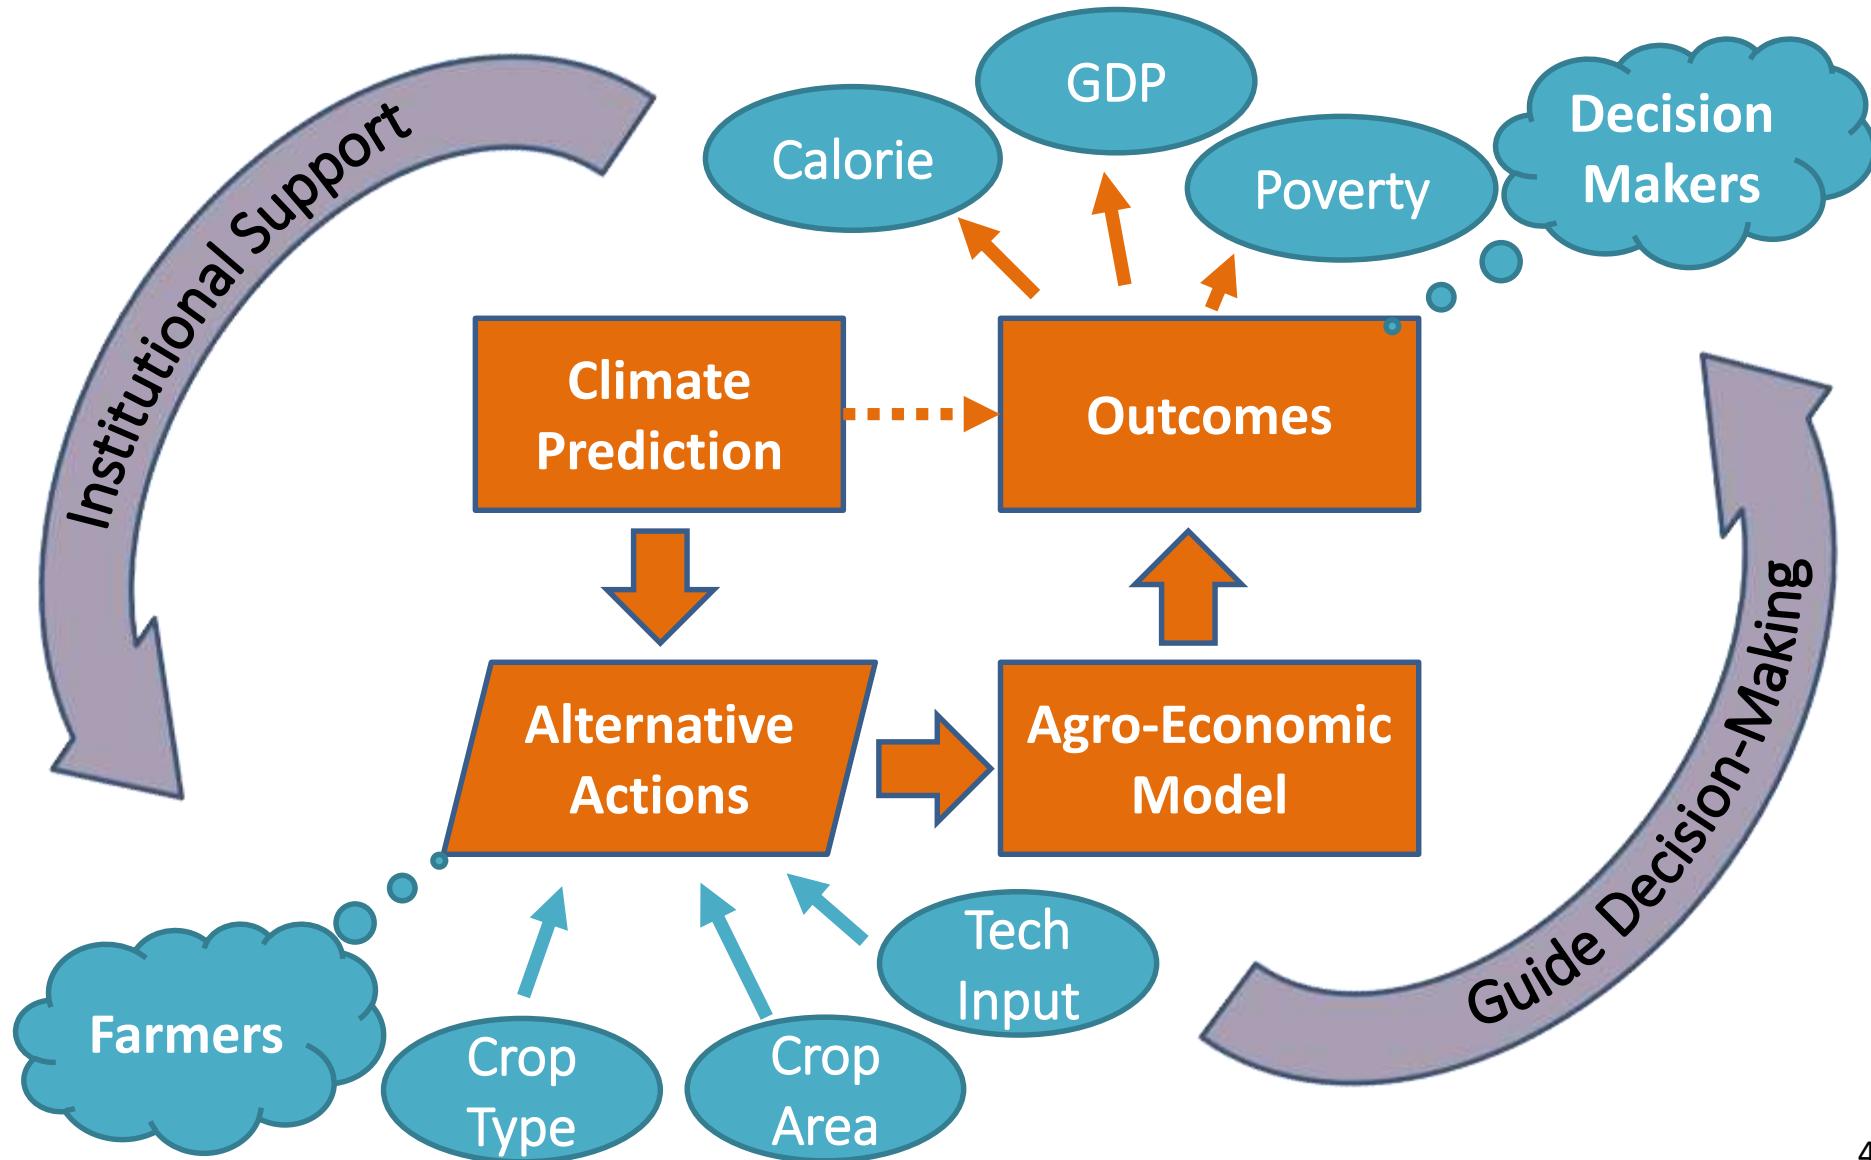 GDP
Calorie
Poverty
Decision
Makers
Institutional Support
Climate
Prediction
Outcomes
Alternative
Actions
Agro-Economic
Model
Guide Decision-Making
Tech
Input
Farmers
Crop
Type
Crop
Area
4